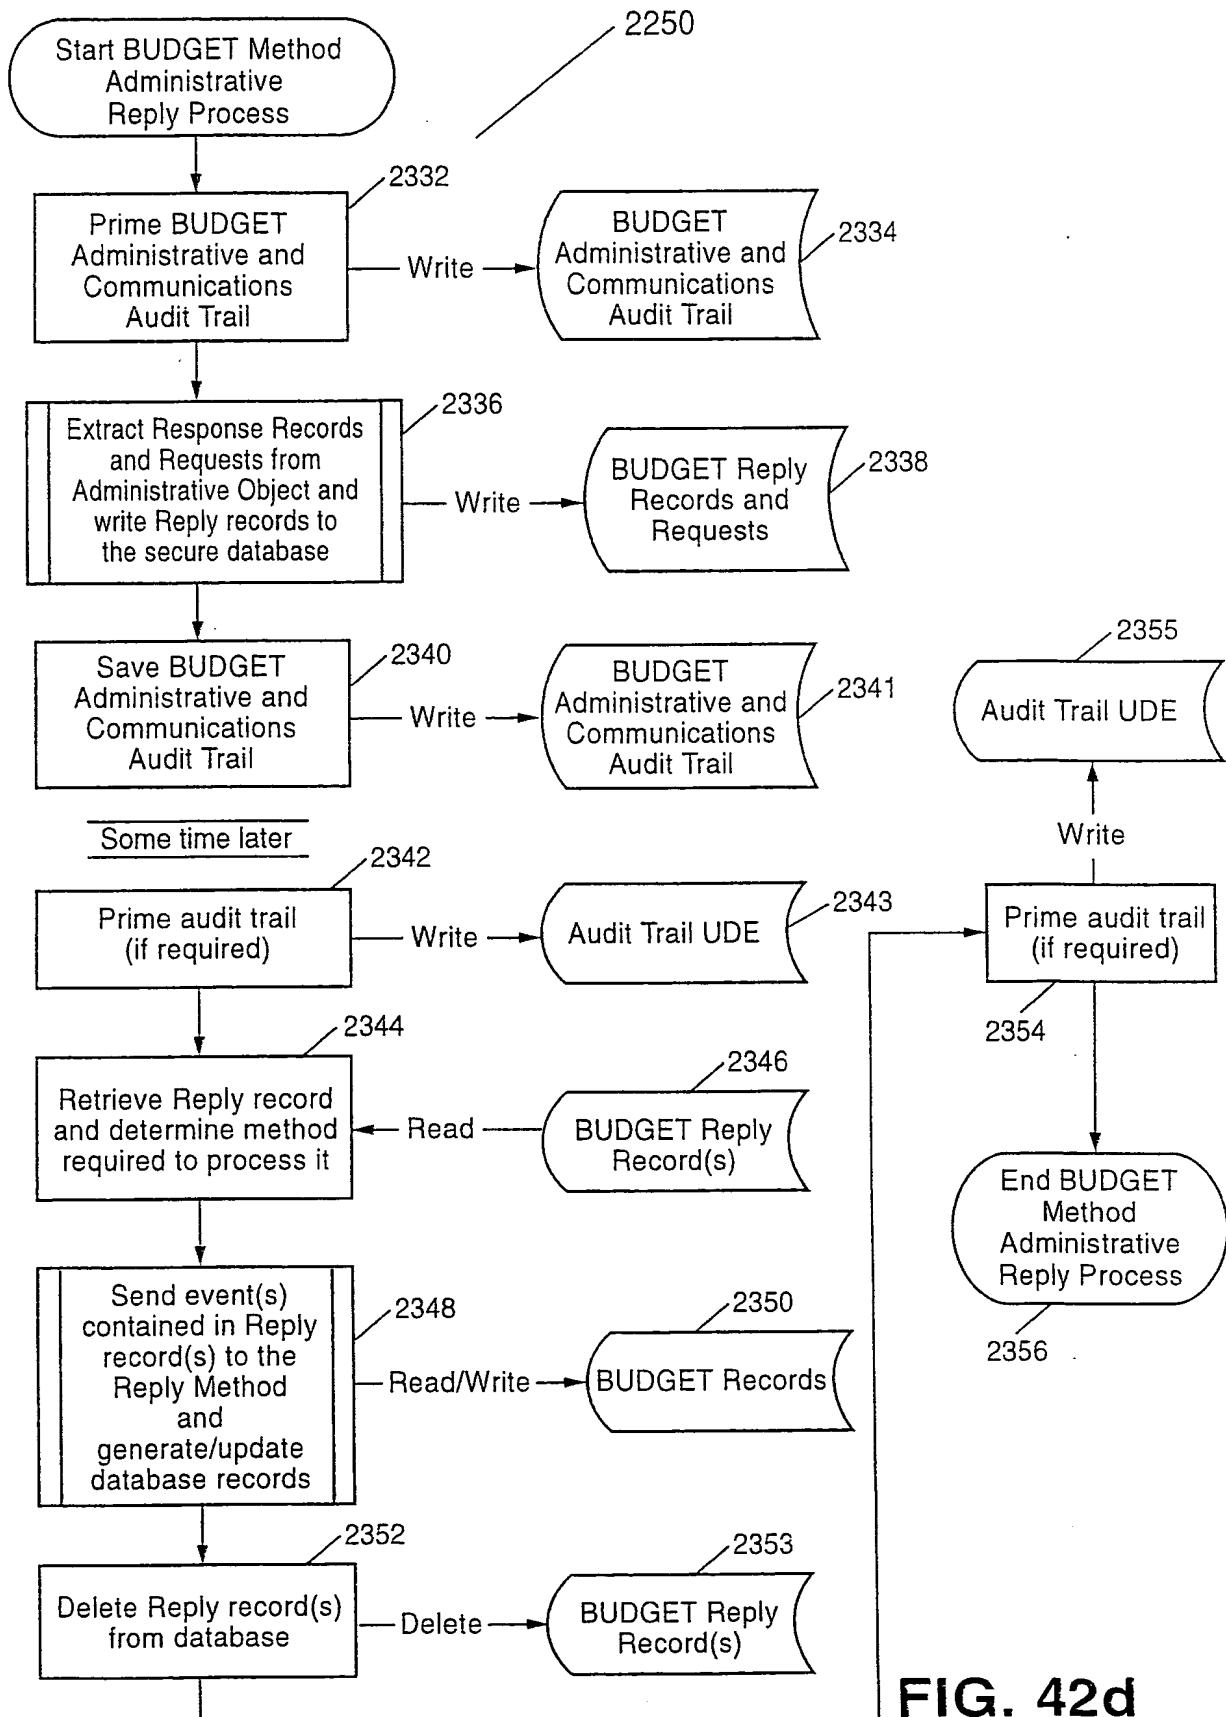 2250
Start BUDGET Method
Administrative
Reply Process
2332
Prime BUDGET
Administrative and
Communications
Audit Trail
Write
BUDGET
Administrative and
Communications
Audit Trail
2334
2336
Extract Response Records
and Requests from
Administrative Object and
write Reply records to
the secure database
Write
BUDGET Reply
Records and
Requests
2338
2340
Save BUDGET
Administrative and
Communications
Audit Trail
Write
BUDGET
Administrative and
Communications
Audit Trail
2341
Some time later
2342
Prime audit trail
(if required)
Write
Audit Trail UDE
2343
2344
Retrieve Reply record
and determine method
required to process it
Read
2346
BUDGET Reply
Record(s)
2348
Send event(s)
contained in Reply
record(s) to the
Reply Method
and
generate/update
database records
Read/Write
2350
BUDGET Records
2352
Delete Reply record(s)
from database
Delete
2353
BUDGET Reply
Record(s)
2355
Audit Trail UDE
Write
Prime audit trail
(if required)
2354
End BUDGET
Method
Administrative
Reply Process
2356
FIG. 42d